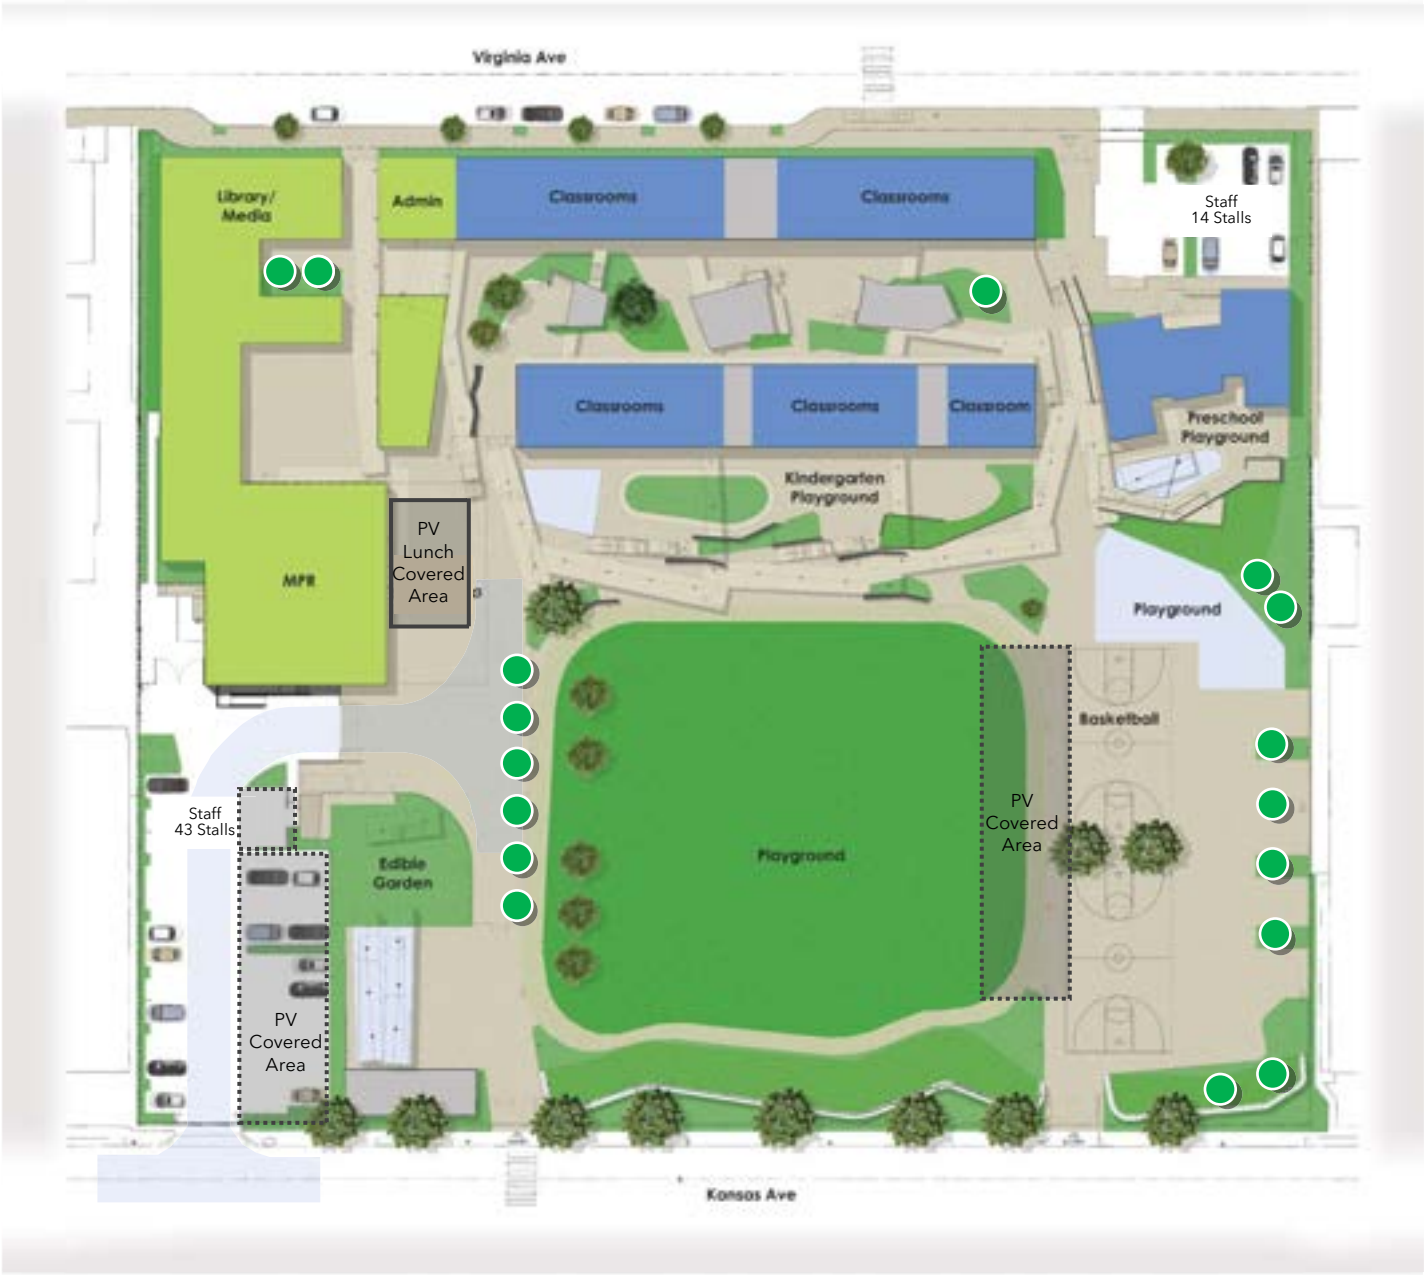 Virginia Ave
Library/
Media
Admin
Classrooms
Classrooms
Staff
14 Stalls
Classrooms
Classrooms
Classroom
Preschool
Playground
Kindergarten
Playground
PV
Lunch
Covered
Area
MPR
Playground
Basketball
Staff
43 Stalls
PV
Covered
Area
Edible
Garden
Playground
PV
Covered
Area
Kansas Ave